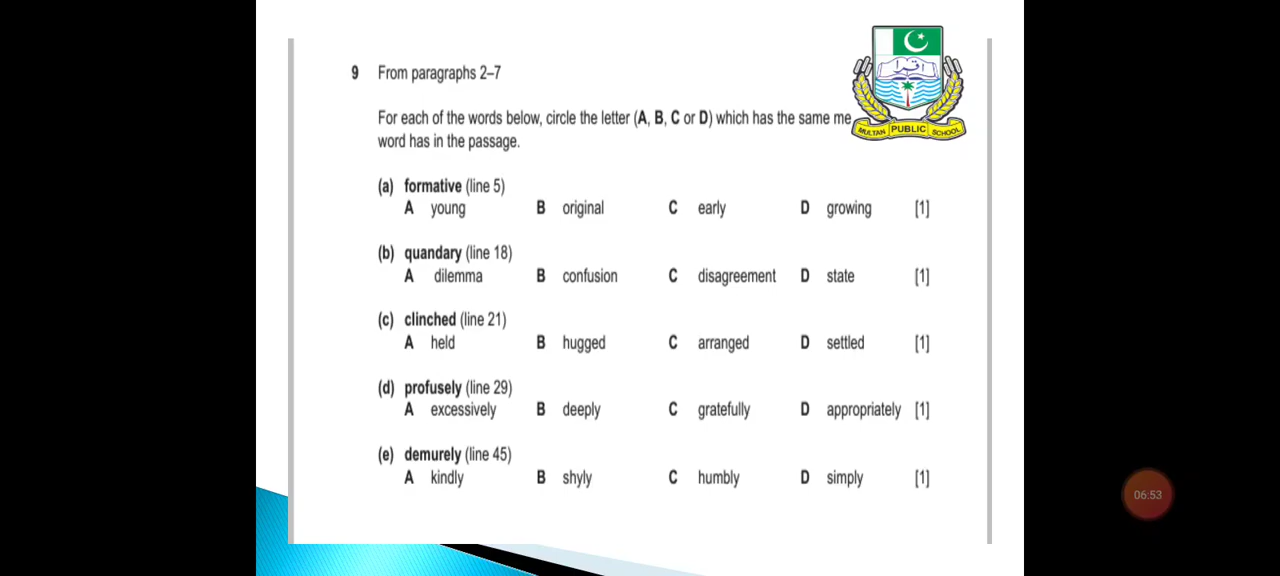 9 From paragraphs 2–7
For each of the words below, circle the letter (A, B, C or D) which has the same me
word has in the passage.
MULTAN PUBLIC SCHOOL
اقرا
(a) formative (line 5)
A young B original C early D growing [1]
(b) quandary (line 18)
A dilemma B confusion C disagreement D state [1]
(c) clinched (line 21)
A held B hugged C arranged D settled [1]
(d) profusely (line 29)
A excessively B deeply C gratefully D appropriately [1]
(e) demurely (line 45)
A kindly B shyly C humbly D simply [1]
06:53